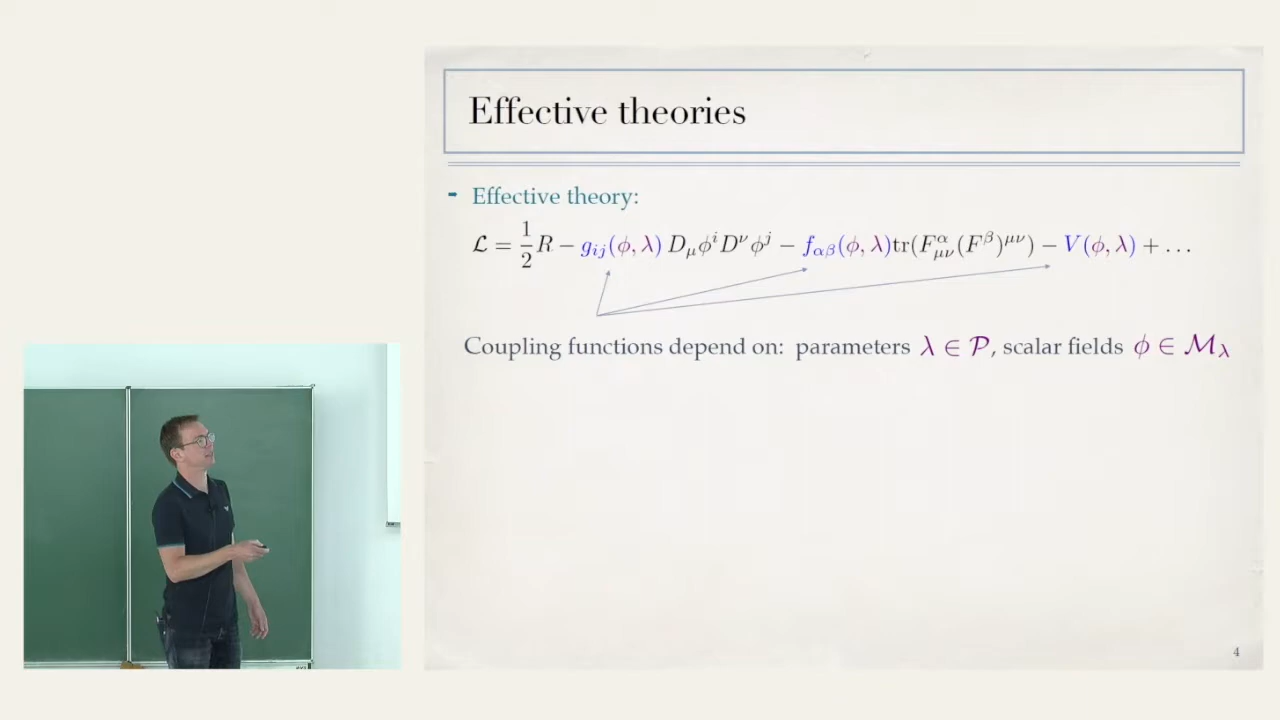 Effective theories
Effective theory:
ℒ = 1/2 R − g_{ij}(ϕ, λ) D_μ ϕ^i D^ν ϕ^j − f_{αβ}(ϕ, λ)tr(F^α_{μν}(F^β)^{μν}) − V(ϕ, λ) + ...
Coupling functions depend on: parameters λ ∈ 𝒫, scalar fields ϕ ∈ ℳ_λ
4